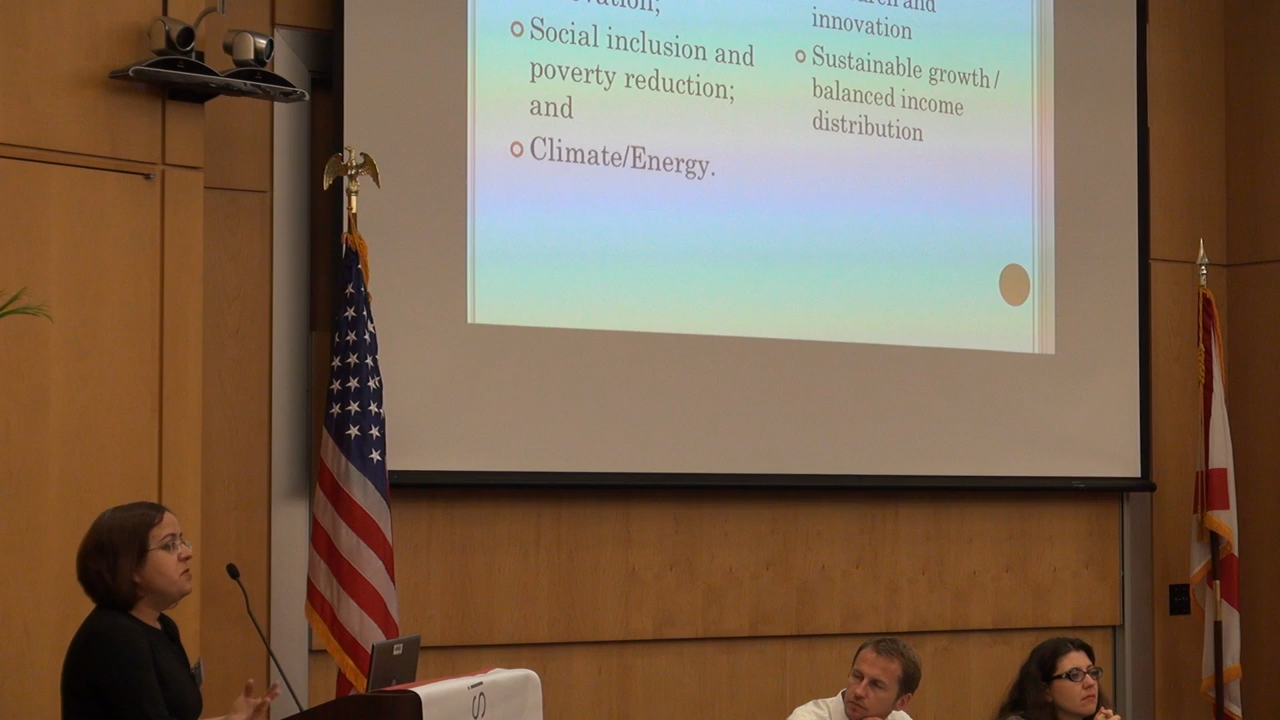 Social inclusion and
poverty reduction;
and
Climate/Energy.
innovation
Sustainable growth /
balanced income
distribution